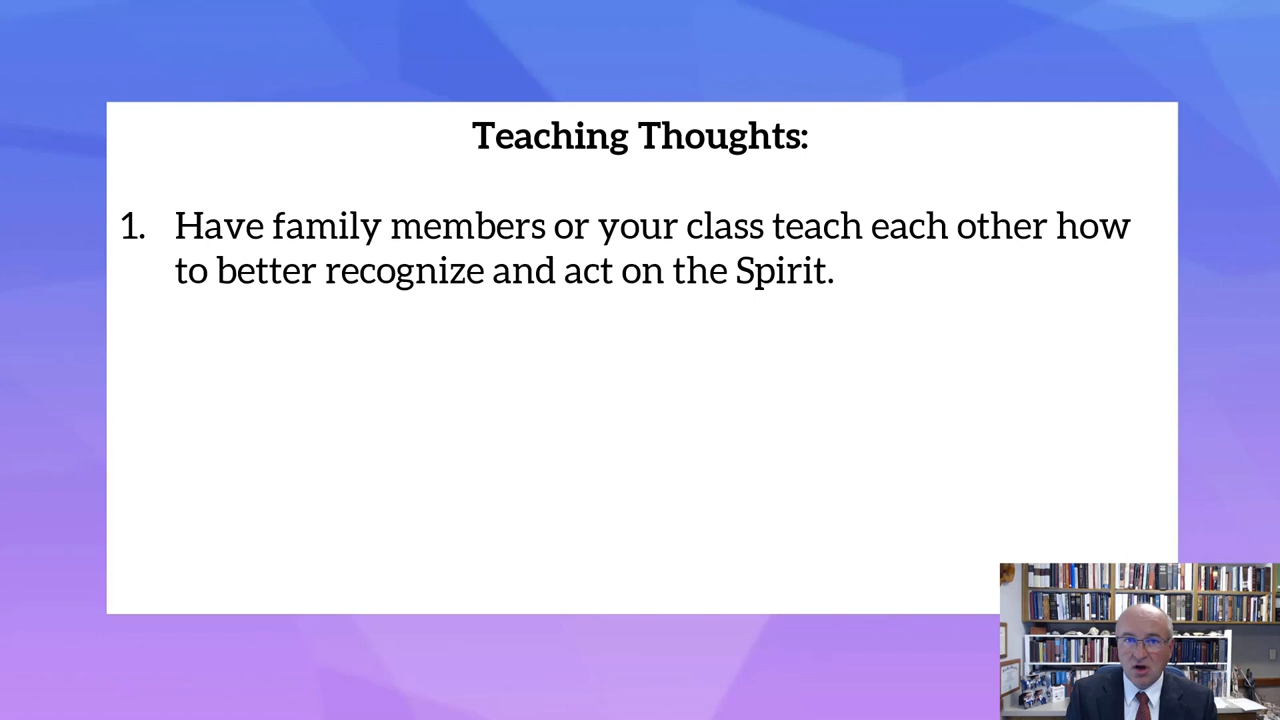 Teaching Thoughts:
1. Have family members or your class teach each other how
to better recognize and act on the Spirit.